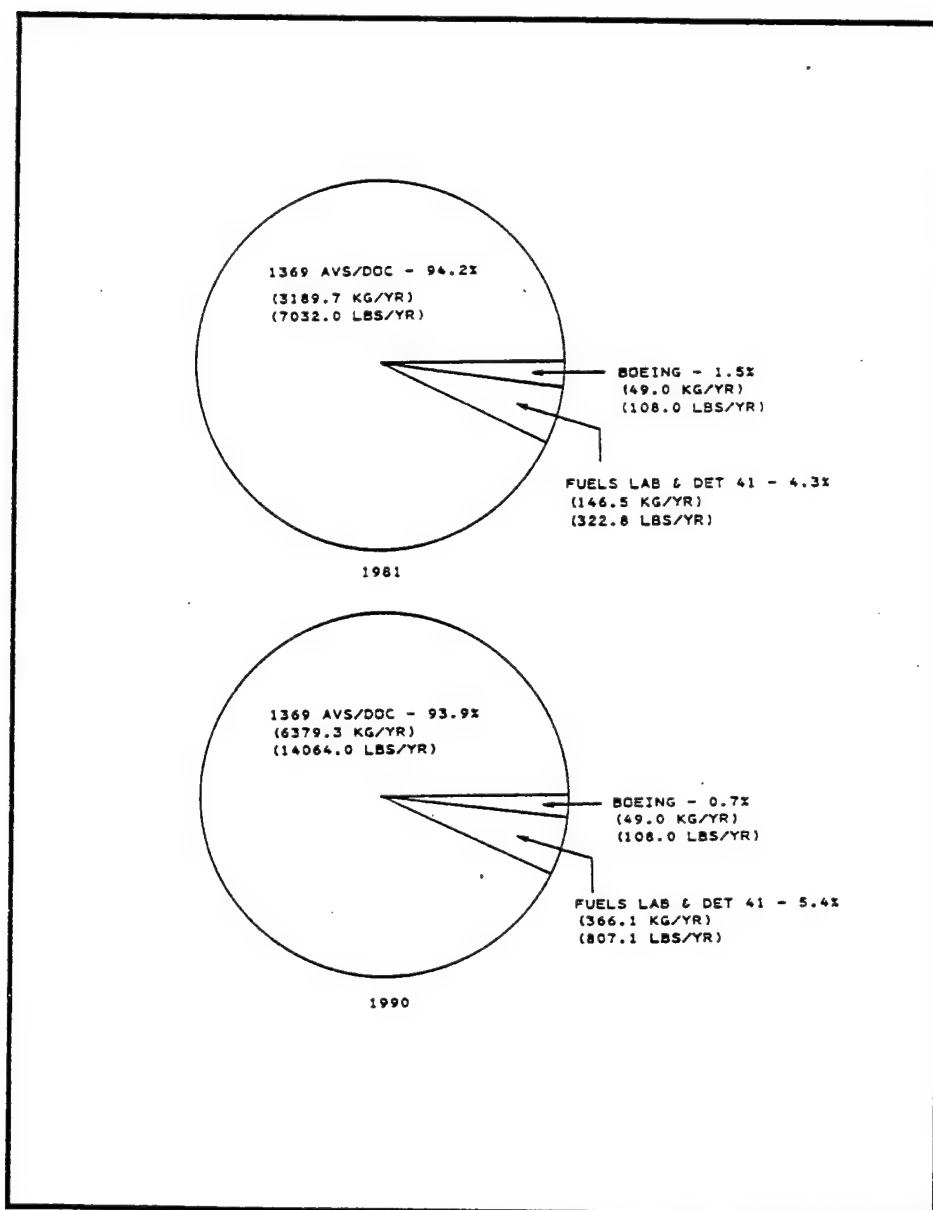 1369 AVS/DOC - 94.2%
(3189.7 KG/YR)
(7032.0 LBS/YR)
BOEING - 1.5%
(49.0 KG/YR)
(108.0 LBS/YR)
FUELS LAB & DET 41 - 4.3%
(146.5 KG/YR)
(322.8 LBS/YR)
1981
1369 AVS/DOC - 93.9%
(6379.3 KG/YR)
(14064.0 LBS/YR)
BOEING - 0.7%
(49.0 KG/YR)
(108.0 LBS/YR)
FUELS LAB & DET 41 - 5.4%
(366.1 KG/YR)
(807.1 LBS/YR)
1990